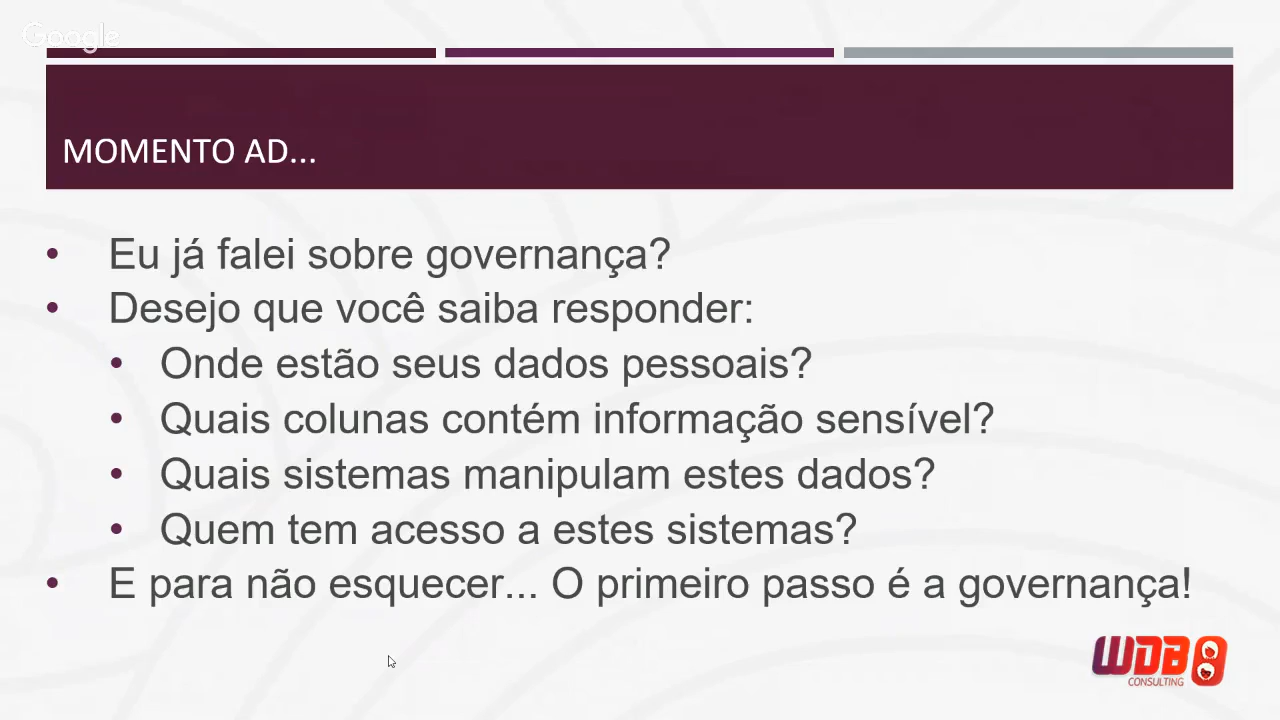 Google
MOMENTO AD...
• Eu já falei sobre governança?
• Desejo que você saiba responder:
• Onde estão seus dados pessoais?
• Quais colunas contém informação sensível?
• Quais sistemas manipulam estes dados?
• Quem tem acesso a estes sistemas?
• E para não esquecer... O primeiro passo é a governança!
WDB
CONSULTING